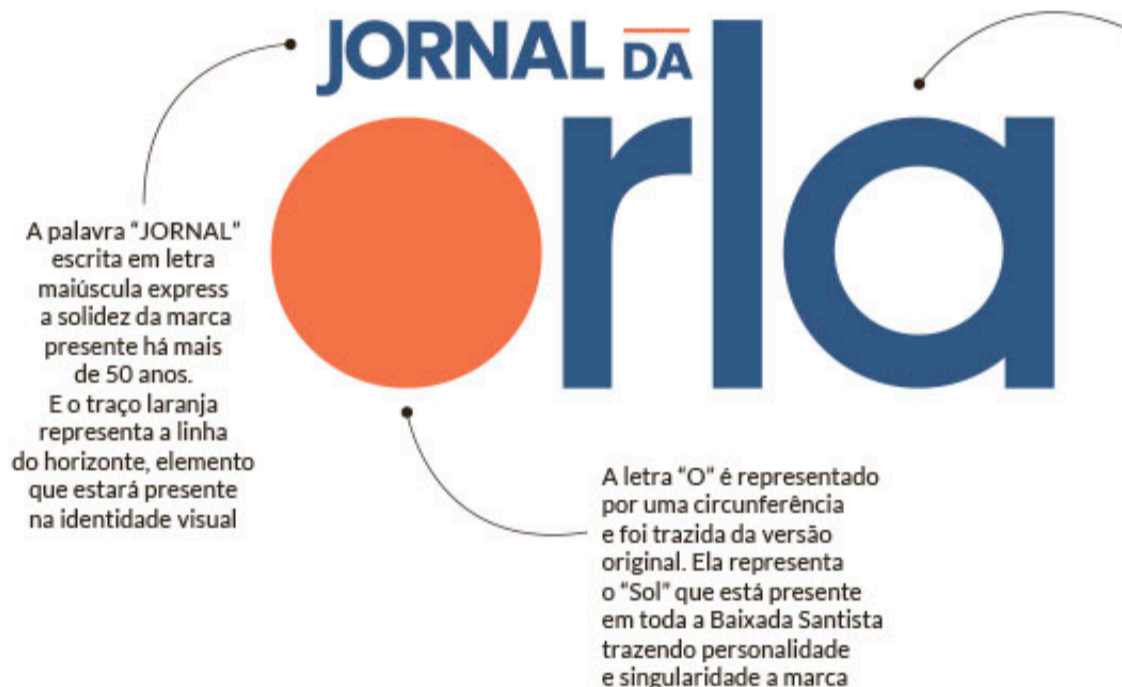 JORNAL DA
orla
A palavra "JORNAL"
escrita em letra
maiúscula express
a solidez da marca
presente há mais
de 50 anos.
E o traço laranja
representa a linha
do horizonte, elemento
que estará presente
na identidade visual
A letra "O" é representado
por uma circunferência
e foi trazida da versão
original. Ela representa
o "Sol" que está presente
em toda a Baixada Santista
trazendo personalidade
e singularidade a marca